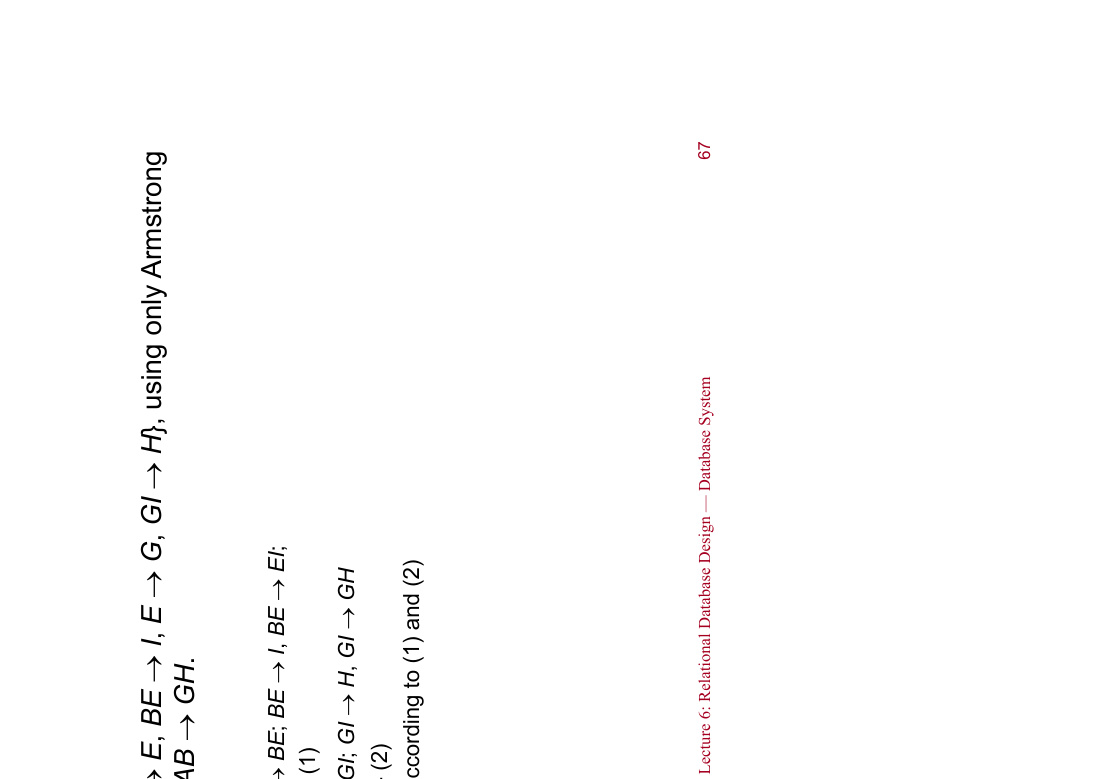 → E, BE → I, E → G, GI → H}, using only Armstrong
AB → GH.
→ BE; BE → I, BE → EI;
(1)
GI; GI → H, GI → GH
(2)
ccording to (1) and (2)
Lecture 6: Relational Database Design — Database System
67